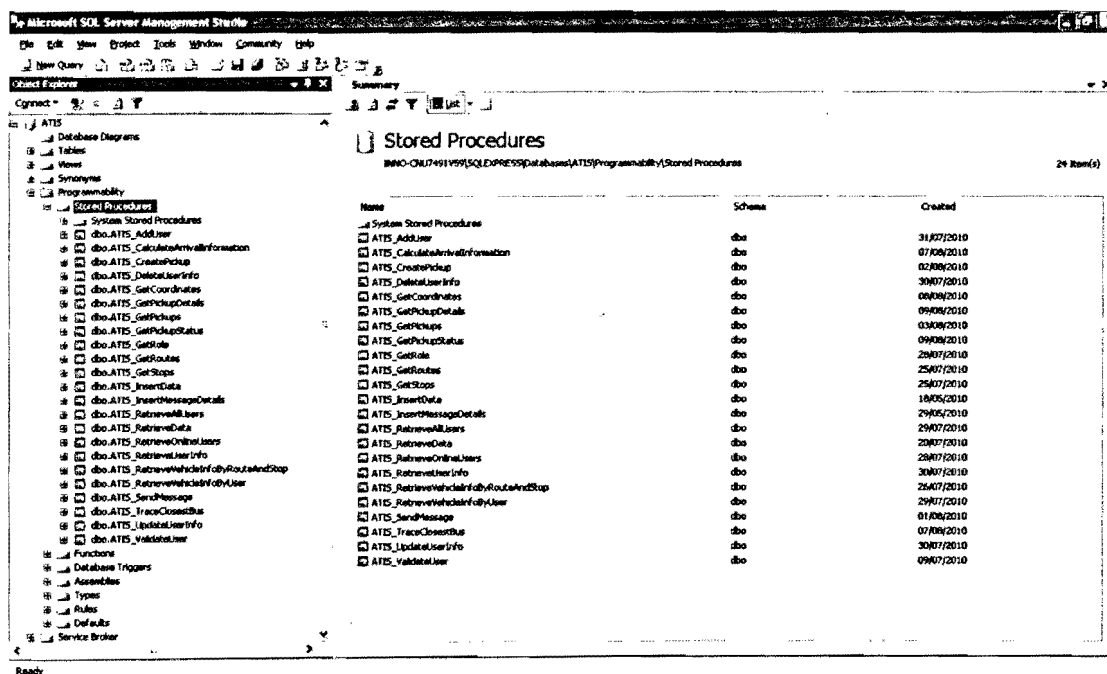 Microsoft SQL Server Management Studio
File Edit View Project Tools Window Community Help
New Query
Object Explorer
Connect
ATIS
Database Diagrams
Tables
Views
Synonyms
Programmability
Stored Procedures
System Stored Procedures
dbo.ATIS_AddUser
dbo.ATIS_CalculateArrivalInformation
dbo.ATIS_CreatePickup
dbo.ATIS_DeleteUserInfo
dbo.ATIS_GetCoordinates
dbo.ATIS_GetPickupDetails
dbo.ATIS_GetPickups
dbo.ATIS_GetPickupStatus
dbo.ATIS_GetRole
dbo.ATIS_GetRoutes
dbo.ATIS_GetStops
dbo.ATIS_InsertData
dbo.ATIS_InsertMessageDetails
dbo.ATIS_RetrieveAllUsers
dbo.ATIS_RetrieveData
dbo.ATIS_RetrieveOnlineUsers
dbo.ATIS_RetrieveUserInfo
dbo.ATIS_RetrieveVehicleInfoByRouteAndStop
dbo.ATIS_RetrieveVehicleInfoByUser
dbo.ATIS_SendMessage
dbo.ATIS_TraceClosestBus
dbo.ATIS_UpdateUserInfo
dbo.ATIS_ValidateUser
Functions
Database Triggers
Assemblies
Types
Rules
Defaults
Service Broker
Summary
List
Stored Procedures
INNO-CNU7491V59\SQLEXPRESS\Databases\ATIS\Programmability\Stored Procedures 24 Item(s)
Name Schema Created
System Stored Procedures
ATIS_AddUser dbo 31/07/2010
ATIS_CalculateArrivalInformation dbo 07/08/2010
ATIS_CreatePickup dbo 02/08/2010
ATIS_DeleteUserInfo dbo 30/07/2010
ATIS_GetCoordinates dbo 08/08/2010
ATIS_GetPickupDetails dbo 09/08/2010
ATIS_GetPickups dbo 03/08/2010
ATIS_GetPickupStatus dbo 09/08/2010
ATIS_GetRole dbo 28/07/2010
ATIS_GetRoutes dbo 25/07/2010
ATIS_GetStops dbo 25/07/2010
ATIS_InsertData dbo 18/05/2010
ATIS_InsertMessageDetails dbo 29/05/2010
ATIS_RetrieveAllUsers dbo 29/07/2010
ATIS_RetrieveData dbo 20/07/2010
ATIS_RetrieveOnlineUsers dbo 28/07/2010
ATIS_RetrieveUserInfo dbo 30/07/2010
ATIS_RetrieveVehicleInfoByRouteAndStop dbo 26/07/2010
ATIS_RetrieveVehicleInfoByUser dbo 29/07/2010
ATIS_SendMessage dbo 01/08/2010
ATIS_TraceClosestBus dbo 07/08/2010
ATIS_UpdateUserInfo dbo 30/07/2010
ATIS_ValidateUser dbo 09/07/2010
Ready